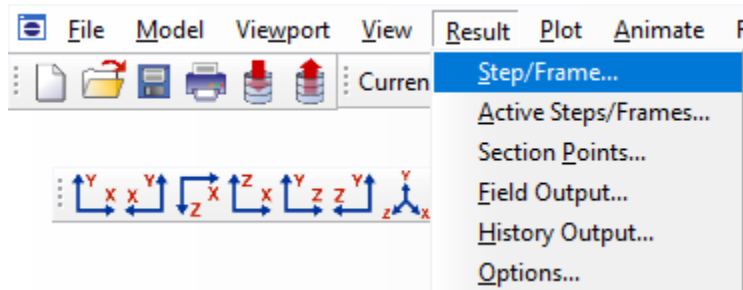 File Model Viewport View Result Plot Animate
Curren
Step/Frame...
Active Steps/Frames...
Section Points...
Field Output...
History Output...
Options...
Y X X Y X Z Z X Y Z Z Y Y Z X